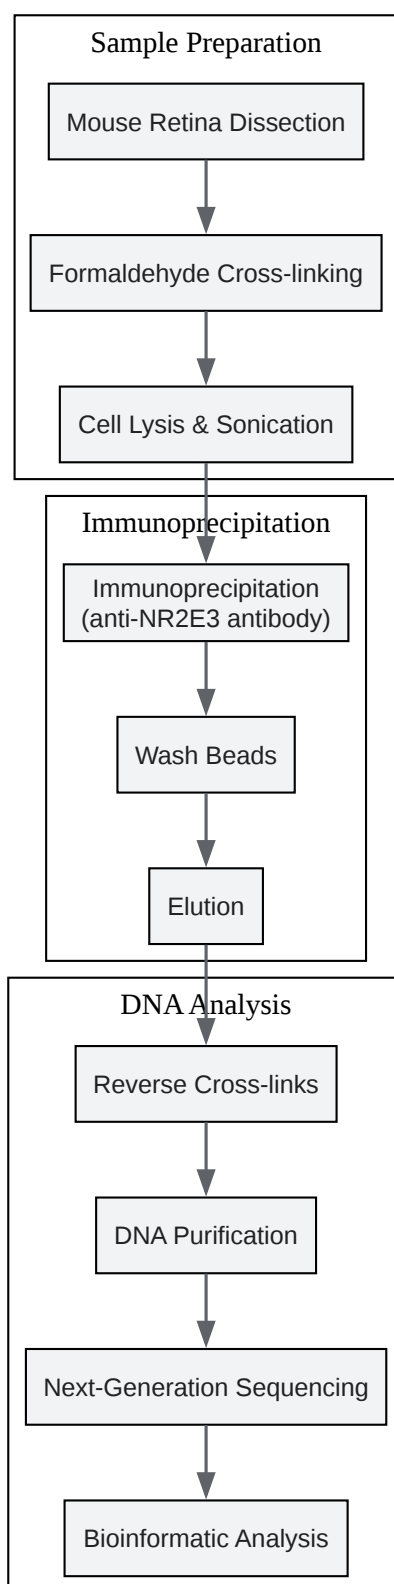 Sample Preparation
Mouse Retina Dissection
Formaldehyde Cross-linking
Cell Lysis & Sonication
Immunoprecipitation
Immunoprecipitation
(anti-NR2E3 antibody)
Wash Beads
Elution
DNA Analysis
Reverse Cross-links
DNA Purification
Next-Generation Sequencing
Bioinformatic Analysis